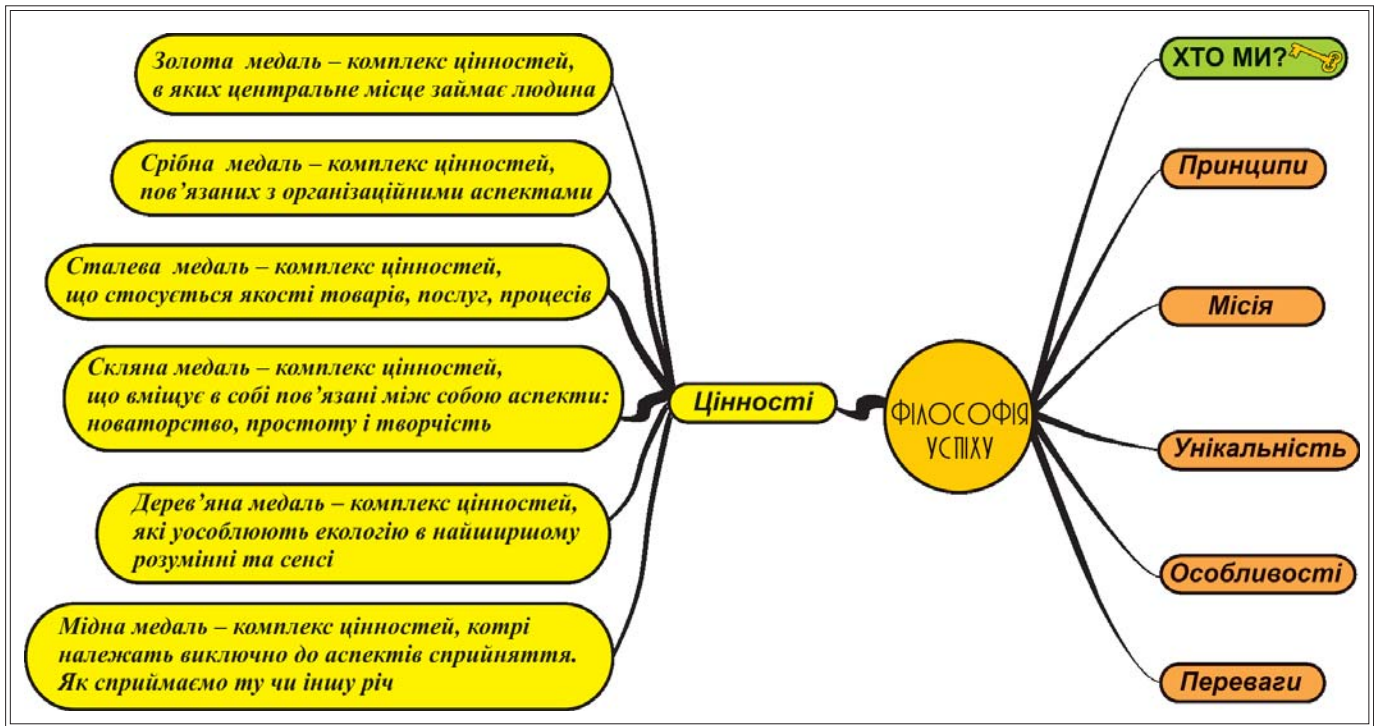 Золота медаль – комплекс цінностей,
в яких центральне місце займає людина
Срібна медаль – комплекс цінностей,
пов’язаних з організаційними аспектами
Сталева медаль – комплекс цінностей,
що стосується якості товарів, послуг, процесів
Скляна медаль – комплекс цінностей,
що вміщує в собі пов’язані між собою аспекти:
новаторство, простоту і творчість
Дерев’яна медаль – комплекс цінностей,
які уособлюють екологію в найширшому
розумінні та сенсі
Мідна медаль – комплекс цінностей, котрі
належать виключно до аспектів сприйняття.
Як сприймаємо ту чи іншу річ
Цінності
ФІЛОСОФІЯ
УСПІХУ
ХТО МИ?
Принципи
Місія
Унікальність
Особливості
Переваги